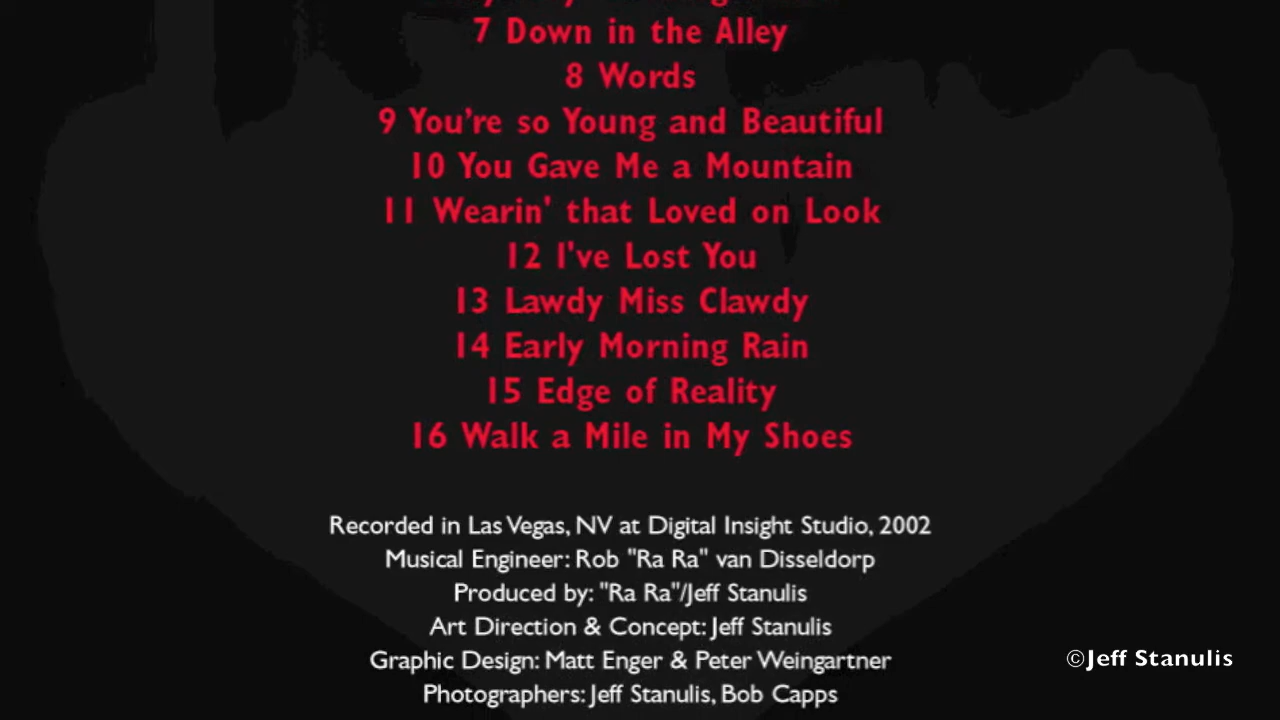 7 Down in the Alley
8 Words
9 You're so Young and Beautiful
10 You Gave Me a Mountain
11 Wearin' that Loved on Look
12 I've Lost You
13 Lawdy Miss Clawdy
14 Early Morning Rain
15 Edge of Reality
16 Walk a Mile in My Shoes
Recorded in Las Vegas, NV at Digital Insight Studio, 2002
Musical Engineer: Rob "Ra Ra" van Disseldorp
Produced by: "Ra Ra"/Jeff Stanulis
Art Direction & Concept: Jeff Stanulis
Graphic Design: Matt Enger & Peter Weingartner
©Jeff Stanulis
Photographers: Jeff Stanulis, Bob Capps